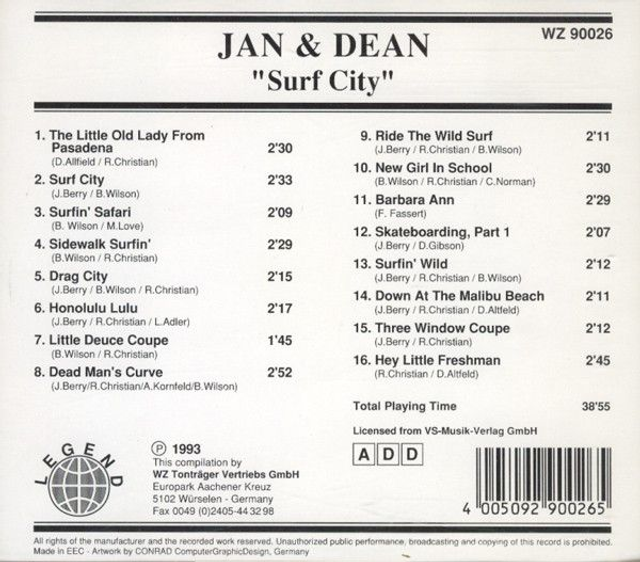 JAN & DEAN
WZ 90026
"Surf City"
1. The Little Old Lady From
Pasadena 2'30
(D.Allfield / R.Christian)
2. Surf City 2'33
(J.Berry / B.Wilson)
3. Surfin' Safari 2'09
(B. Wilson / M.Love)
4. Sidewalk Surfin' 2'29
(B.Wilson / R.Christian)
5. Drag City 2'15
(J.Berry / B.Wilson / R.Christian)
6. Honolulu Lulu 2'17
(J.Berry / R.Christian / L.Adler)
7. Little Deuce Coupe 1'45
(B.Wilson / R.Christian)
8. Dead Man's Curve 2'52
(J.Berry/R.Christian/A.Kornfeld/B.Wilson)
9. Ride The Wild Surf 2'11
(J.Berry / R.Christian / B.Wilson)
10. New Girl In School 2'30
(B.Wilson / R.Christian / C.Norman)
11. Barbara Ann 2'29
(F. Fassert)
12. Skateboarding, Part 1 2'07
(J.Berry / D.Gibson)
13. Surfin' Wild 2'12
(J.Berry / R.Christian / B.Wilson)
14. Down At The Malibu Beach 2'11
(J.Berry / R.Christian / D.Altfeld)
15. Three Window Coupe 2'12
(J.Berry / R.Christian)
16. Hey Little Freshman 2'45
(R.Christian / D.Altfeld)
Total Playing Time 38'55
Licensed from VS-Musik-Verlag GmbH
ADD
LEGEND
Ⓟ 1993
This compilation by
WZ Tonträger Vertriebs GmbH
Europark Aachener Kreuz
5102 Würselen - Germany
Fax 0049 (0)2405-44 32 98
4 005092 900265
All rights of the manufacturer and the recorded work reserved. Unauthorized public performance, broadcasting and copying of this record is prohibited.
Made in EEC - Artwork by CONRAD ComputerGraphicDesign, Germany